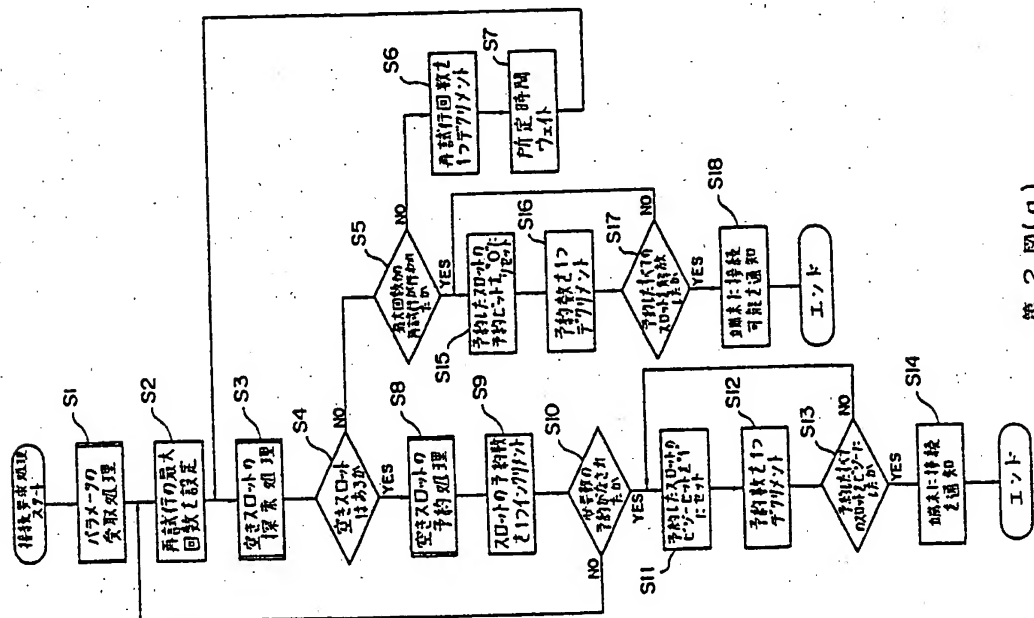 接続要求処理
スタート
S1
パラメータの
受取処理
S2
再試行の最大
回数を設定
S3
空きスロットの
探索処理
S4
空きスロット
はあるか
NO
YES
S5
最大回数分の
再試行が行われ
たか
NO
YES
S6
再試行回数を
1つデクリメント
S7
所定時間
ウェイト
S8
空きスロットの
予約処理
S9
スロットの予約数
を1つインクリメント
S10
予約がなされ
たか
NO
YES
S11
予約したスロットの
ビジービットを"1"
にセット
S12
予約数を1つ
デクリメント
S13
予約したすべて
のスロットをビジーに
したか
NO
YES
S14
端末に接続
を通知
エンド
S15
予約したスロットの
予約ビットを"0"に
リセット
S16
予約数を1つ
デクリメント
S17
予約したすべての
スロットを解放
したか
NO
YES
S18
端末に接続
可能を通知
エンド
第2図(a)